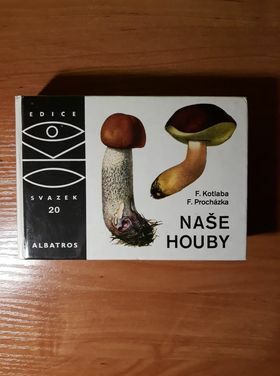 EDICE
OKO
SVAZEK
20
ALBATROS
F. Kotlaba
F. Procházka
NAŠE
HOUBY